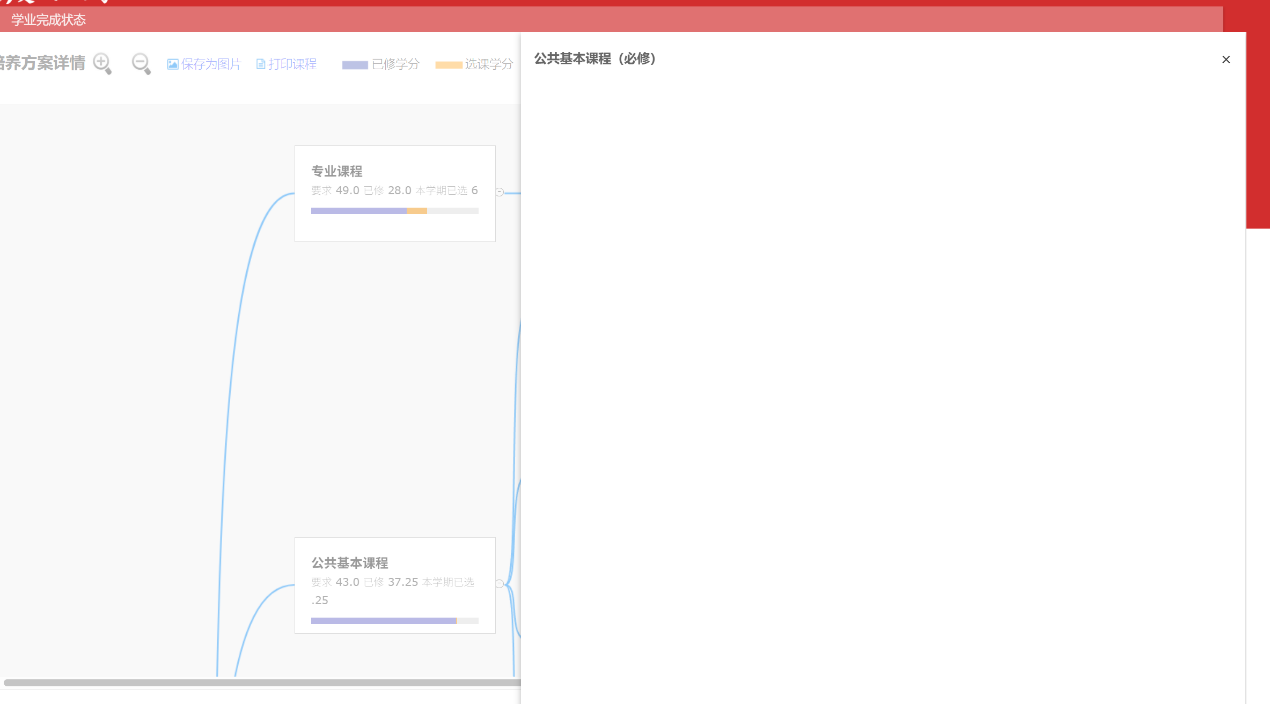 学业完成状态
培养方案详情 保存为图片 打印课程 已修学分 选课学分
公共基本课程（必修） ×
专业课程
要求 49.0 已修 28.0 本学期已选 6
公共基本课程
要求 43.0 已修 37.25 本学期已选
.25